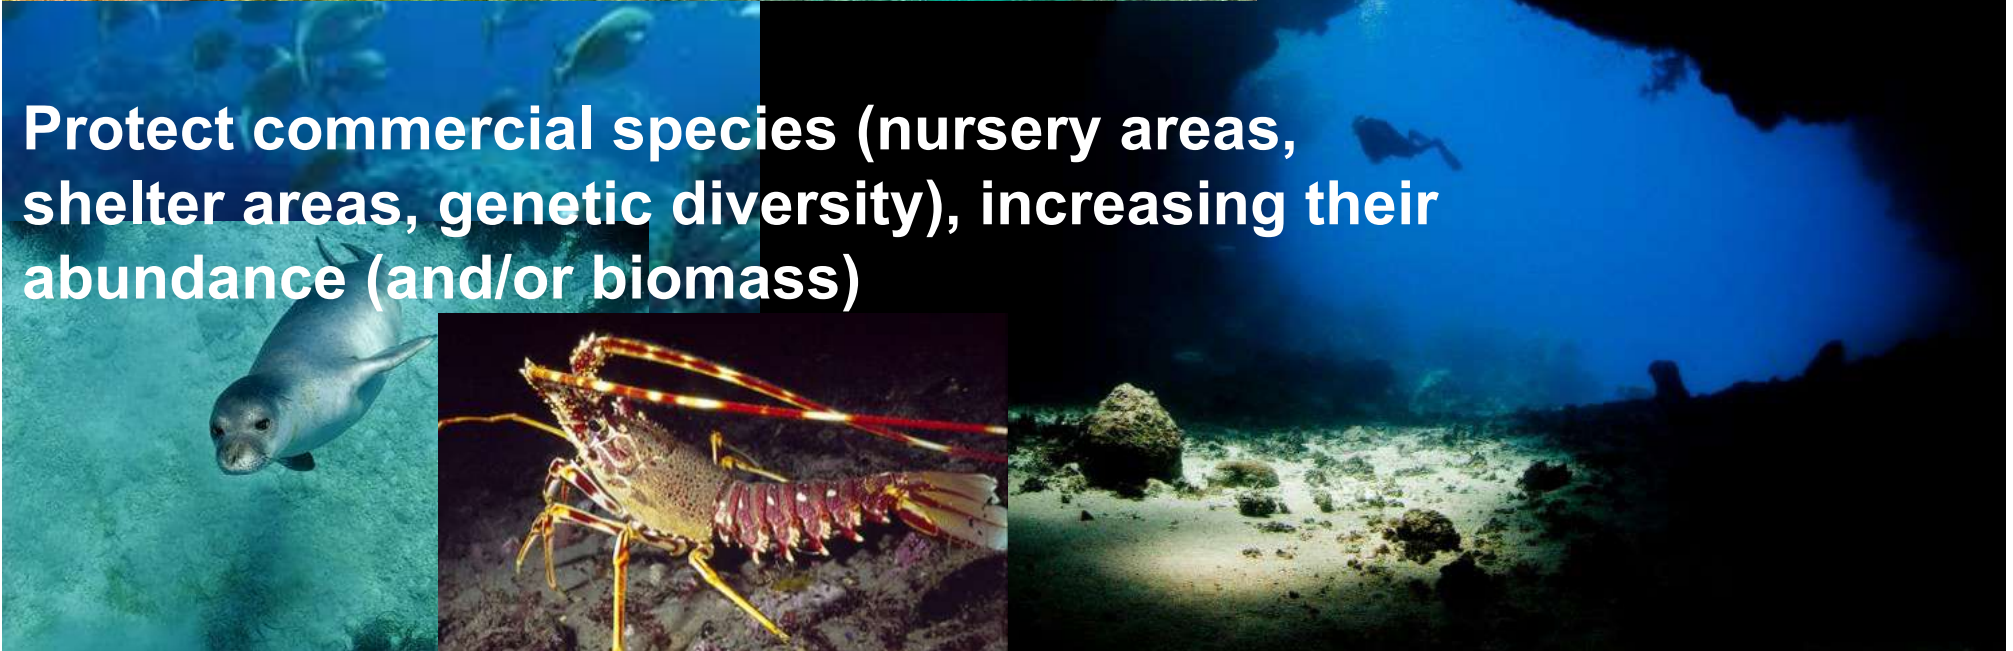 Protect commercial species (nursery areas,
shelter areas, genetic diversity), increasing their
abundance (and/or biomass)